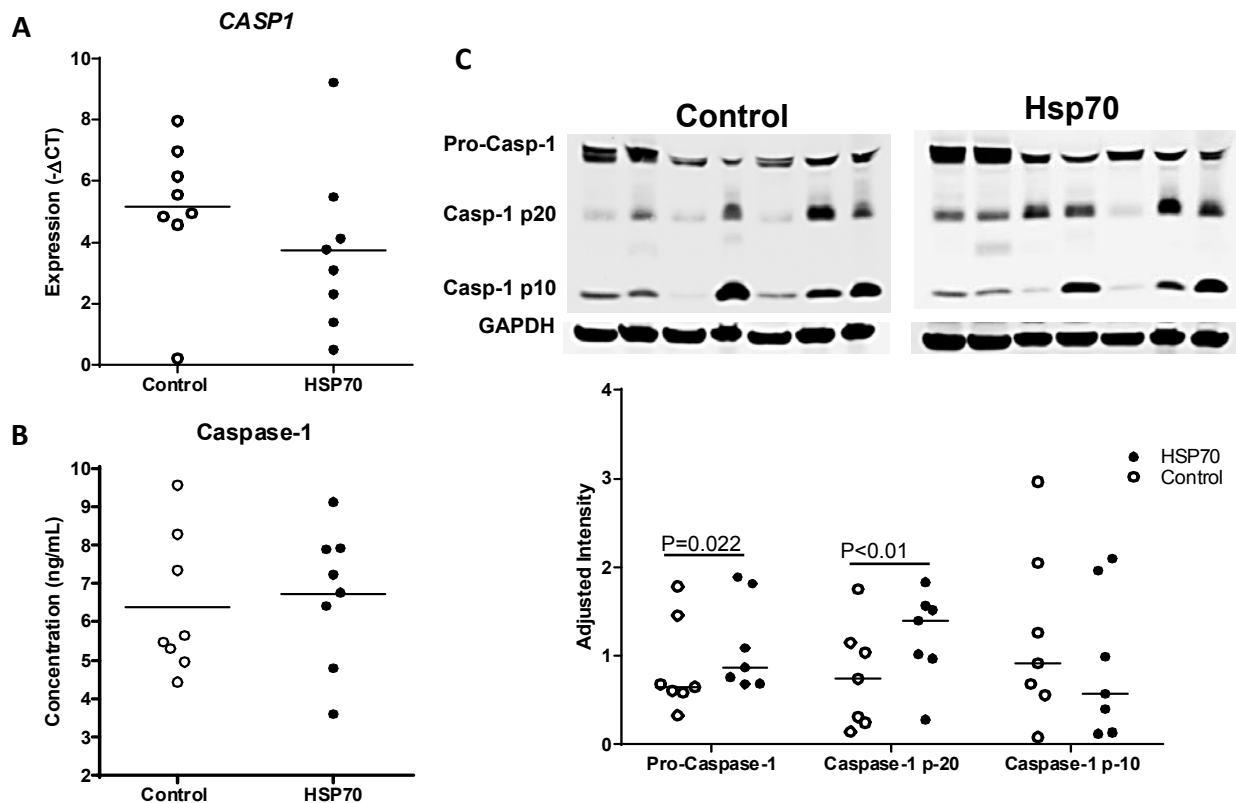 A
CASP1
Expression (-ΔCT)
10
8
6
4
2
0
Control
HSP70
B
Caspase-1
Concentration (ng/mL)
10
9
8
7
6
5
4
3
2
Control
HSP70
C
Control
Hsp70
Pro-Casp-1
Casp-1 p20
Casp-1 p10
GAPDH
Adjusted Intensity
4
3
2
1
0
HSP70
Control
P=0.022
P<0.01
Pro-Caspase-1
Caspase-1 p-20
Caspase-1 p-10